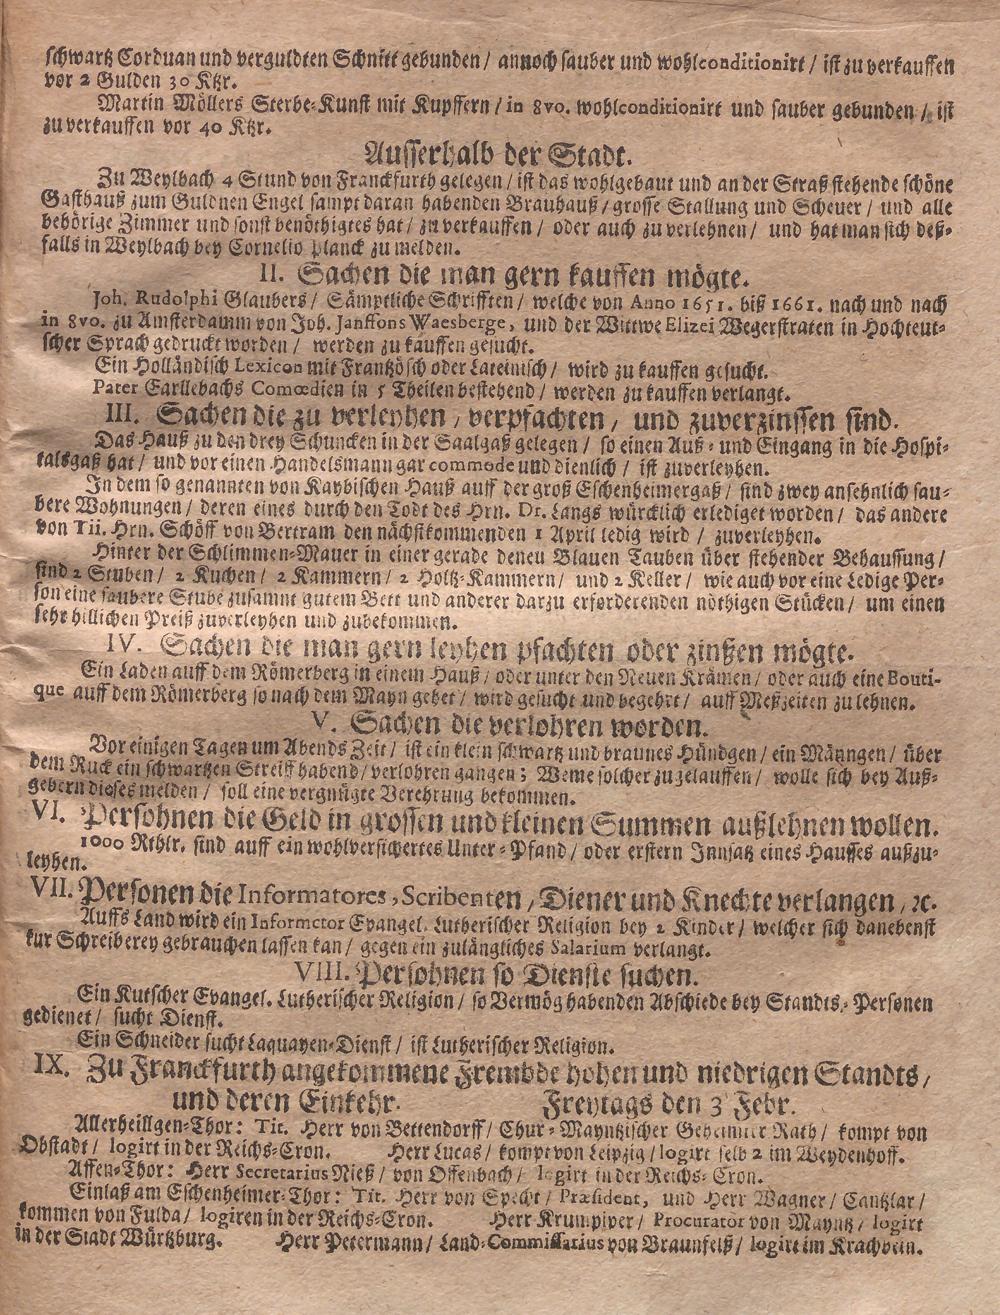 schwartz Corduan und verguldten Schnitt gebunden / annoch sauber und wohlconditionirt / ist zu verkauffen
vor 2 Gulden 30 Ktzr.
Martin Möllers Sterbe-Kunst mit Kupffern / in 8vo. wohlconditionirt und sauber gebunden / ist
zu verkauffen vor 40 Ktzr.
Ausserhalb der Stadt.
Zu Weylbach 4 Stund von Franckfurth gelegen / ist das wohlgebaut und an der Straß stehende schöne
Gasthauß zum Guldnen Engel sampt daran habenden Brauhauß / grosse Stallung und Scheuer / und alle
behörige Zimmer und sonst benöthigtes hat / zu verkauffen / oder auch zu verlehnen / und hat man sich deß-
falls in Weylbach bey Cornelio Planck zu melden.
II. Sachen die man gern kauffen mögte.
Joh. Rudolphi Glaubers / Sämptliche Schrifften / welche von Anno 1651. biß 1661. nach und nach
in 8vo. zu Amsterdamm von Joh. Janssons Waesberge, und der Wittwe Elizei Wegerstraten in Hochteut-
scher Sprach gedruckt worden / werden zu kauffen gesucht.
Ein Holländisch Lexicon mit Frantzösch oder Lateinisch / wird zu kauffen gesucht.
Pater Earllebachs Comœdien in 5 Theilen bestehend / werden zu kauffen verlangt.
III. Sachen die zu verleyhen / verpfachten / und zuverzinssen sind.
Das Hauß zu den drey Schuncken in der Saalgaß gelegen / so einen Auß- und Eingang in die Hospi-
talsgaß hat / und vor einen Handelsmann gar commode und dienlich / ist zuverleyhen.
In dem so genannten von Kaybischen Hauß auff der groß Eschenheimergaß / sind zwey ansehnlich sau-
bere Wohnungen / deren eines durch den Todt des Hrn. Dr. Langs würcklich erlediget worden / das andere
von Tit. Hrn. Schöff von Bertram den nächstkommenden 1 April ledig wird / zuverleyhen.
Hinter der Schlimmen-Mauer in einer gerade denen Blauen Tauben über stehender Behaussung /
sind 2 Stuben / 2 Kuchen / 2 Kammern / 2 Holtz-Kammern / und 2 Keller / wie auch vor eine Ledige Per-
son eine saubere Stube zusammt gutem Bett und anderer darzu erforderenden nöthigen Stücken / um einen
sehr billichen Preiß zuverleyhen und zubekommen.
IV. Sachen die man gern leyhen pfachten oder zinßen mögte.
Ein Laden auff dem Römerberg in einem Hauß / oder unter den Neuen Krämen / oder auch eine Bouti-
que auff dem Römerberg so nach dem Mayn gehet / wird gesucht und begehrt / auff Meßzeiten zu lehnen.
V. Sachen die verlohren worden.
Vor einigen Tagen um Abends Zeit / ist ein klein schwartz und braunes Hündgen / ein Männgen / über
dem Ruck ein schwartzen Streiff habend / verlohren gangen; Weme solcher zugelauffen / wolle sich bey Auß-
gebern dieses melden / soll eine vergnügte Verehrung bekommen.
VI. Persohnen die Geld in grossen und kleinen Summen außlehnen wollen.
1000 Rthlr. sind auff ein wohlversichertes Unter-Pfand / oder erstern Innsatz eines Hausses außzu-
leyhen.
VII. Personen die Informatores, Scribenten / Diener und Knechte verlangen / ꝛc.
Auffs Land wird ein Informctor Evangel. Lutherischer Religion bey 2 Kinder / welcher sich danebenst
zur Schreiberey gebrauchen lassen kan / gegen ein zulängliches Salarium verlangt.
VIII. Persohnen so Dienste suchen.
Ein Kutscher Evangel. Lutherischer Religion / so Vermög habenden Abschiede bey Standts-Personen
gedienet / sucht Dienst.
Ein Schneider sucht Laquayen-Dienst / ist Lutherischer Religion.
IX. Zu Franckfurth angekommene Frembde hohen und niedrigen Standts /
und deren Einkehr. Freytags den 3 Febr.
Allerheilgen-Thor: Tit. Herr von Bettendorff / Chur-Mayntzischer Geheimer Rath / kompt von
Obstadt / logirt in der Reichs-Cron. Herr Lucas / kompt von Leipzig / logirt selb 2 im Weydenhoff.
Affen-Thor: Herr Secretarius Nieß / von Offenbach / logirt in der Reichs-Cron.
Einlaß am Eschenheimer-Thor: Tit. Herr von Specht / Præsident, und Herr Wagner / Cantzlar /
kommen von Fulda / logiren in der Reichs-Cron. Herr Krumpiper / Procurator von Mayntz / logirt
in der Stadt Würtzburg. Herr Petermann / Land-Commissarius von Braunfelß / logirt im Krachbein.